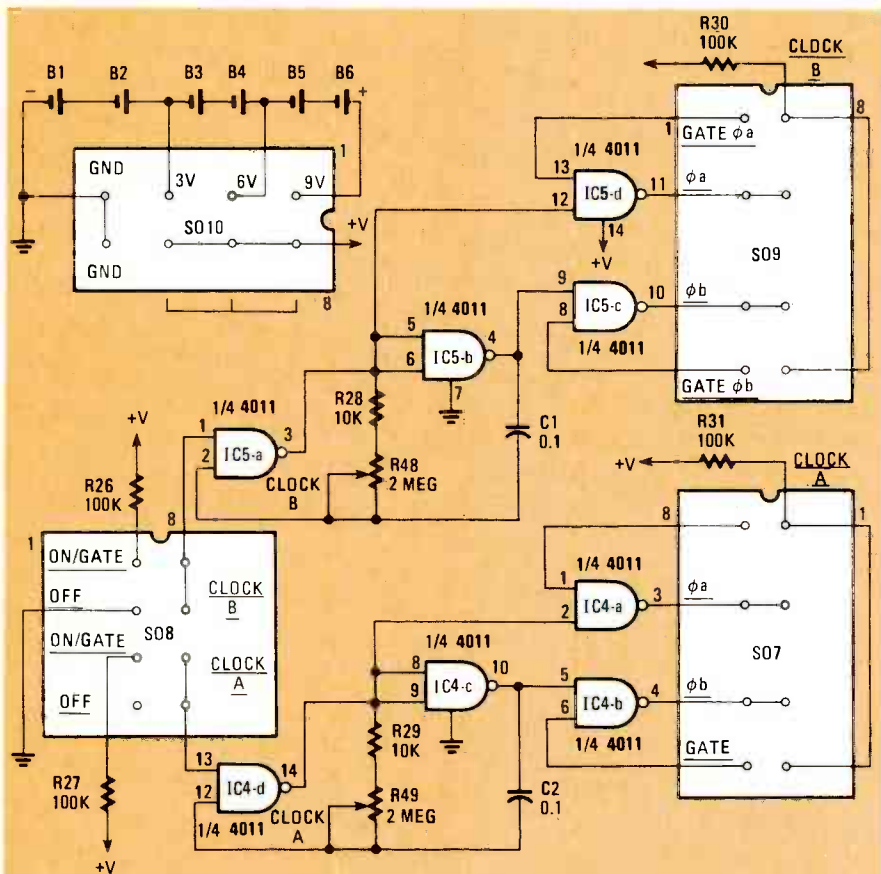 B1 B2 B3 B4 B5 B6
- +
GND 3V 6V 9V 1
SO10 +V
GND
8
R30
100K
CLOCK
B
1 8
GATE φa
1/4 4011
13
IC5-d 11 φa
12
14
+V
SO9
9
IC5-c 10 φb
8
1/4 4011
GATE φb
1/4 4011
5
IC5-b 4
6
7
R28
10K
C1
0.1
1/4 4011
1
IC5-a 3
2
CLOCK
B
R48
2 MEG
+V
R26
100K
1 8
ON/GATE
OFF CLOCK
B
SO8
ON/GATE
CLOCK
A
OFF
R27
100K
+V
13
IC4-d 14
12
1/4 4011
CLOCK
A
1/4 4011
8
IC4-c 10
9
R29
10K
R49
2 MEG
C2
0.1
R31
100K
+V
CLOCK
A
8 1
1/4 4011
1
IC4-a 3 φa
2
SO7
5
IC4-b 4 φb
6
1/4 4011
GATE